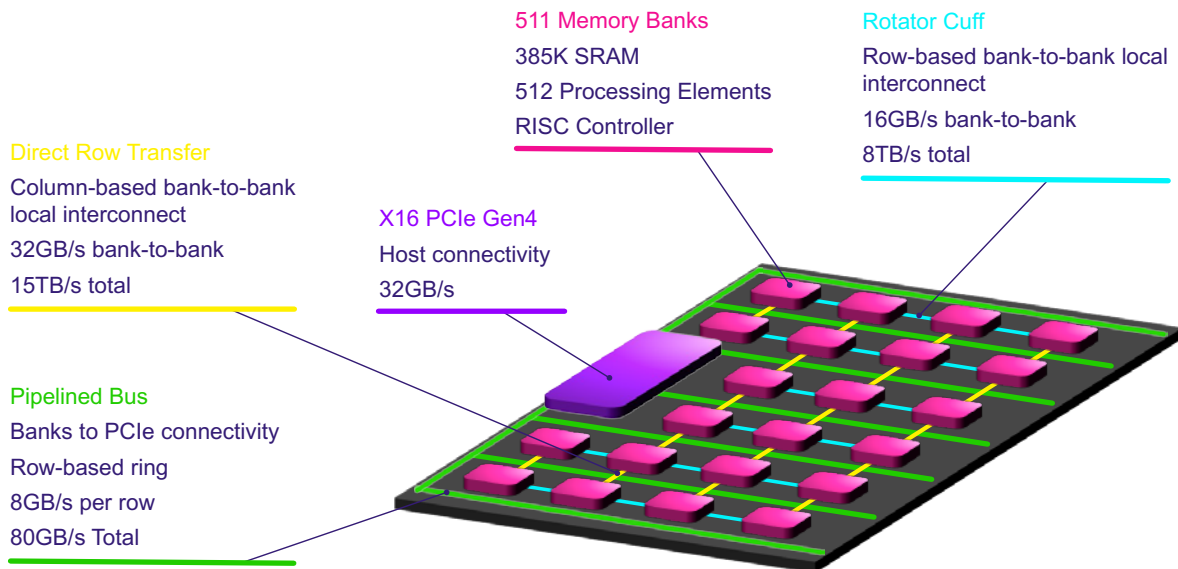 511 Memory Banks
385K SRAM
512 Processing Elements
RISC Controller
Rotator Cuff
Row-based bank-to-bank local
interconnect
16GB/s bank-to-bank
8TB/s total
Direct Row Transfer
Column-based bank-to-bank
local interconnect
32GB/s bank-to-bank
15TB/s total
X16 PCIe Gen4
Host connectivity
32GB/s
Pipelined Bus
Banks to PCIe connectivity
Row-based ring
8GB/s per row
80GB/s Total